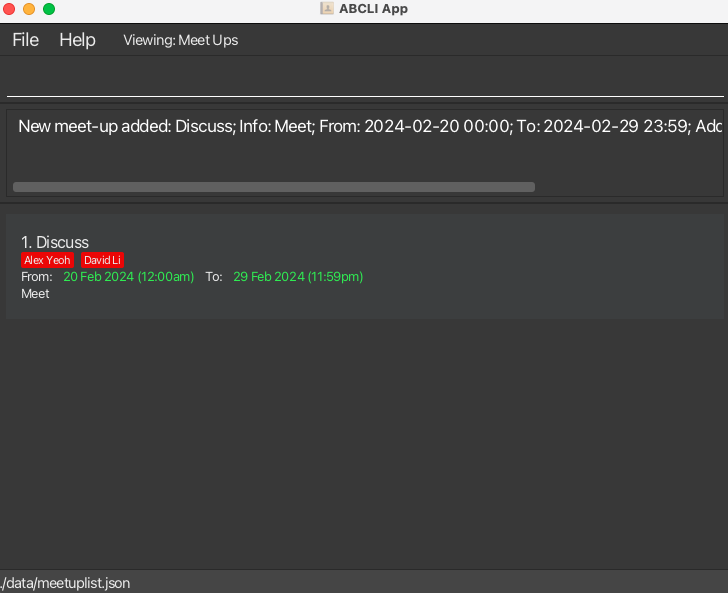 ABCLI App
File Help Viewing: Meet Ups
New meet-up added: Discuss; Info: Meet; From: 2024-02-20 00:00; To: 2024-02-29 23:59; Adc
1. Discuss
Alex Yeoh David Li
From: 20 Feb 2024 (12:00am) To: 29 Feb 2024 (11:59pm)
Meet
./data/meetuplist.json